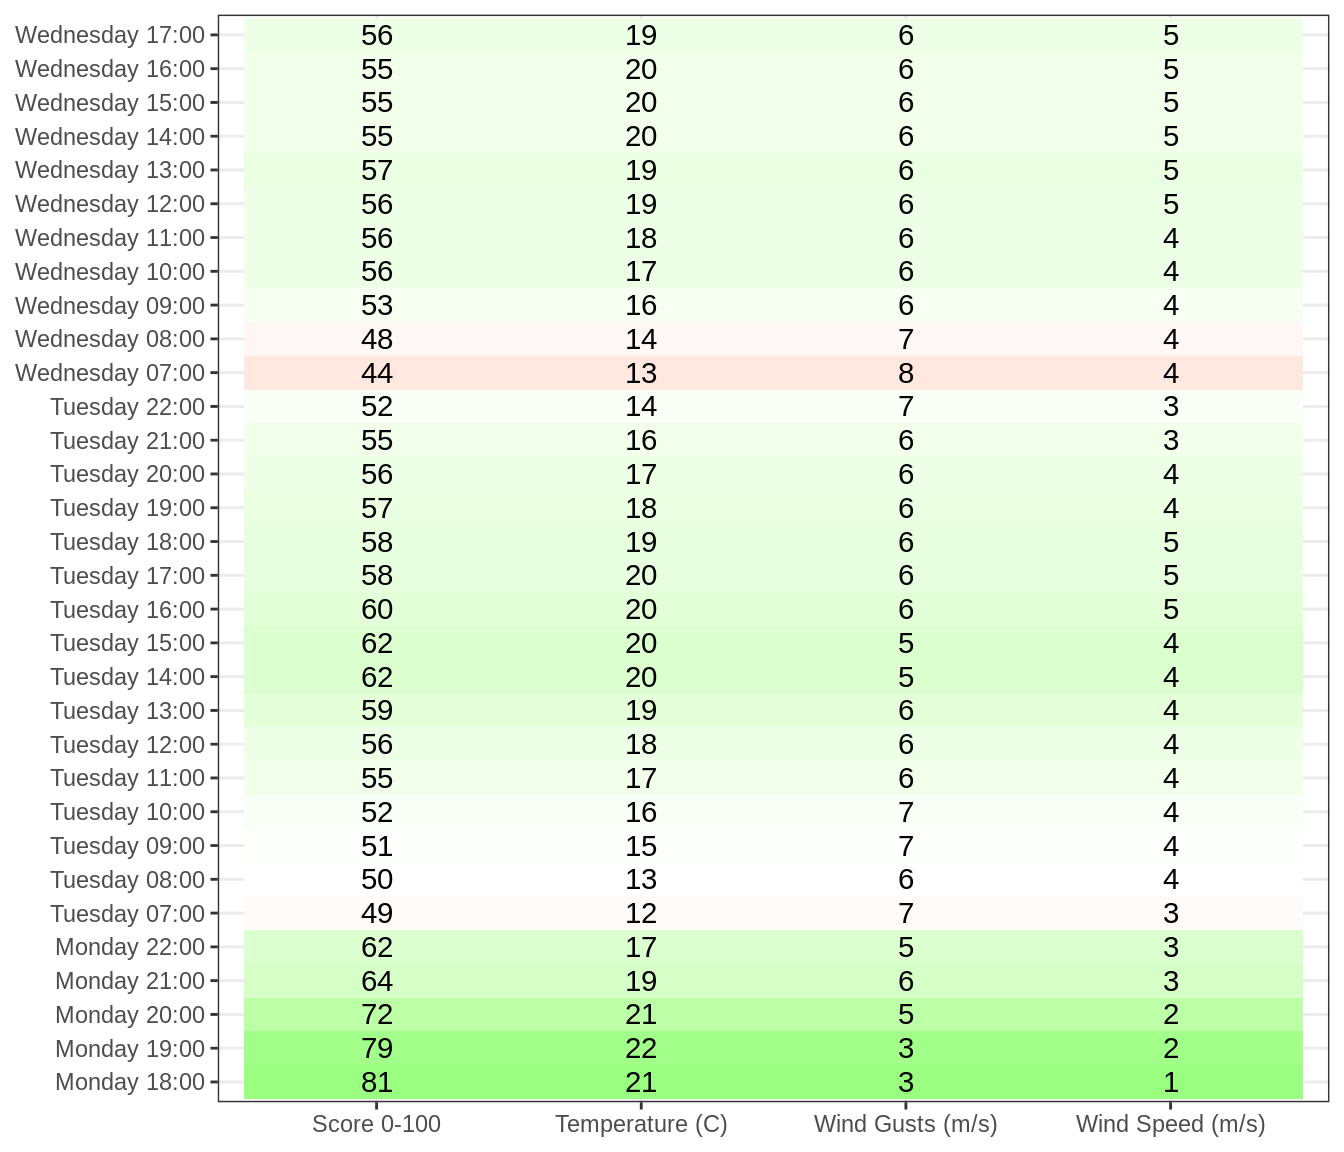 Wednesday 17:00 56 19 6 5
Wednesday 16:00 55 20 6 5
Wednesday 15:00 55 20 6 5
Wednesday 14:00 55 20 6 5
Wednesday 13:00 57 19 6 5
Wednesday 12:00 56 19 6 5
Wednesday 11:00 56 18 6 4
Wednesday 10:00 56 17 6 4
Wednesday 09:00 53 16 6 4
Wednesday 08:00 48 14 7 4
Wednesday 07:00 44 13 8 4
Tuesday 22:00 52 14 7 3
Tuesday 21:00 55 16 6 3
Tuesday 20:00 56 17 6 4
Tuesday 19:00 57 18 6 4
Tuesday 18:00 58 19 6 5
Tuesday 17:00 58 20 6 5
Tuesday 16:00 60 20 6 5
Tuesday 15:00 62 20 5 4
Tuesday 14:00 62 20 5 4
Tuesday 13:00 59 19 6 4
Tuesday 12:00 56 18 6 4
Tuesday 11:00 55 17 6 4
Tuesday 10:00 52 16 7 4
Tuesday 09:00 51 15 7 4
Tuesday 08:00 50 13 6 4
Tuesday 07:00 49 12 7 3
Monday 22:00 62 17 5 3
Monday 21:00 64 19 6 3
Monday 20:00 72 21 5 2
Monday 19:00 79 22 3 2
Monday 18:00 81 21 3 1
Score 0-100 Temperature (C) Wind Gusts (m/s) Wind Speed (m/s)